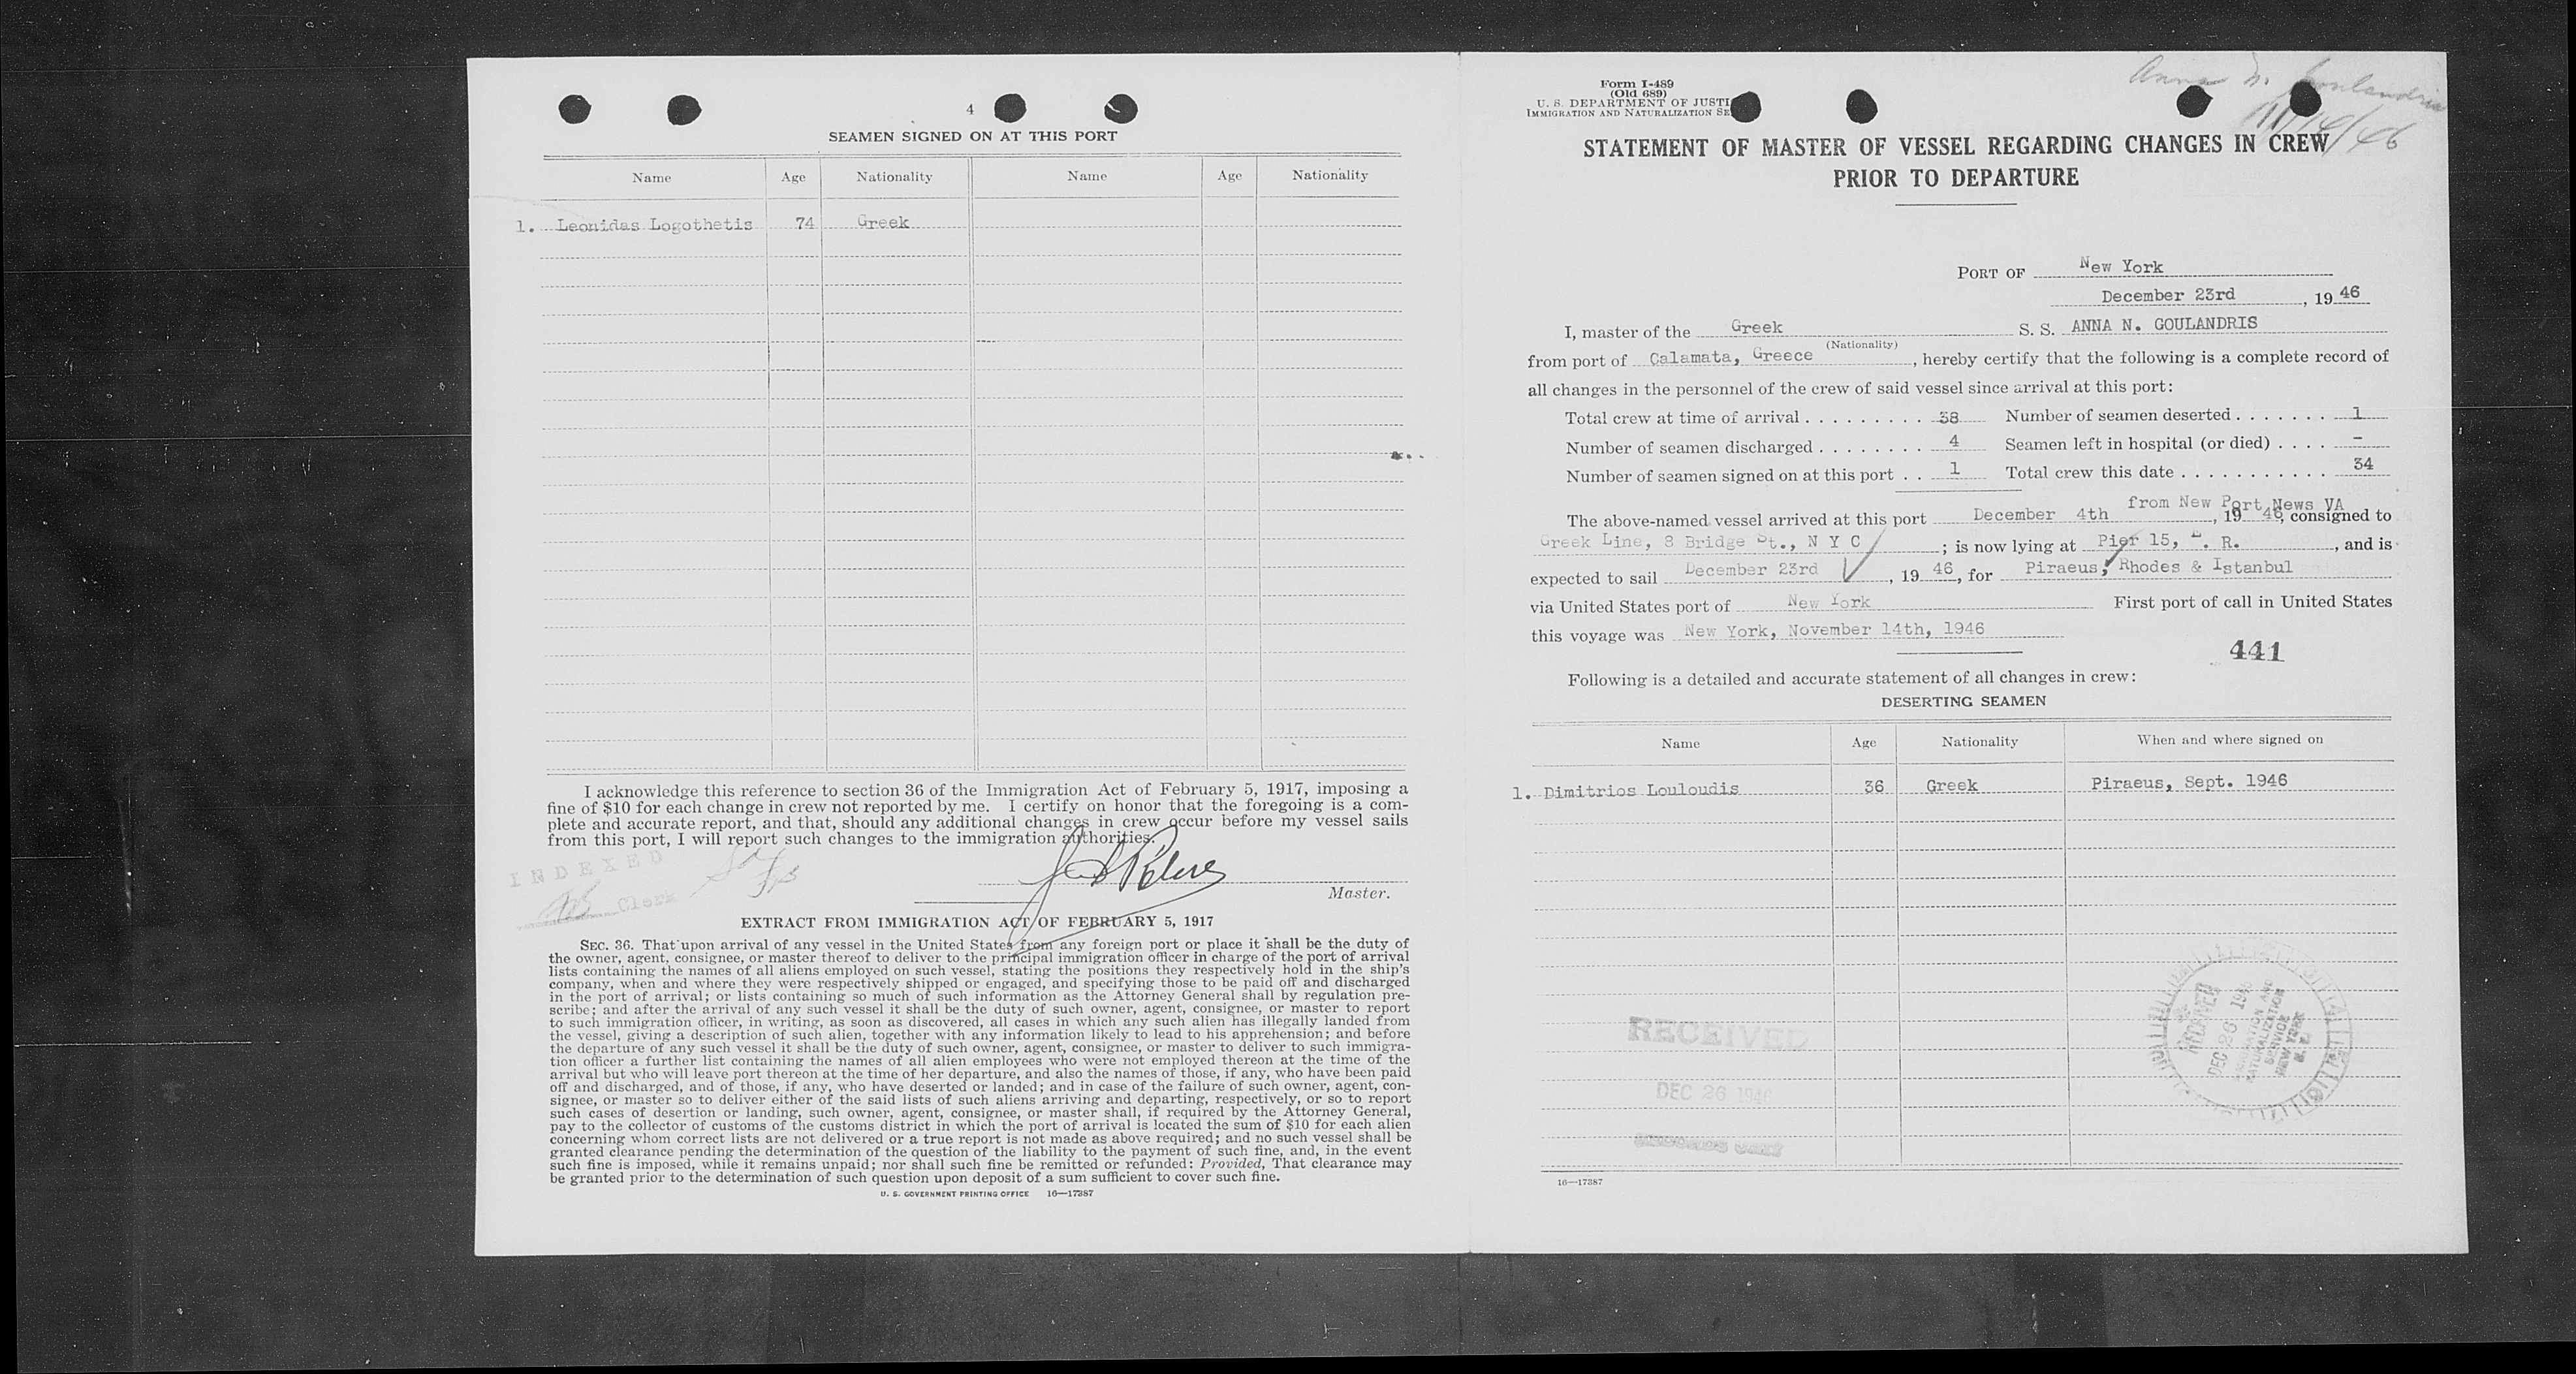 4
SEAMEN SIGNED ON AT THIS PORT
Name Age Nationality Name Age Nationality
1. Leonidas Logothetis 74 Greek
I acknowledge this reference to section 36 of the Immigration Act of February 5, 1917, imposing a
fine of $10 for each change in crew not reported by me. I certify on honor that the foregoing is a com-
plete and accurate report, and that, should any additional changes in crew occur before my vessel sails
from this port, I will report such changes to the immigration authorities.
INDEXED
Clerk
Master.
EXTRACT FROM IMMIGRATION ACT OF FEBRUARY 5, 1917
SEC. 36. That upon arrival of any vessel in the United States from any foreign port or place it shall be the duty of
the owner, agent, consignee, or master thereof to deliver to the principal immigration officer in charge of the port of arrival
lists containing the names of all aliens employed on such vessel, stating the positions they respectively hold in the ship's
company, when and where they were respectively shipped or engaged, and specifying those to be paid off and discharged
in the port of arrival; or lists containing so much of such information as the Attorney General shall by regulation pre-
scribe; and after the arrival of any such vessel it shall be the duty of such owner, agent, consignee, or master to report
to such immigration officer, in writing, as soon as discovered, all cases in which any such alien has illegally landed from
the vessel, giving a description of such alien, together with any information likely to lead to his apprehension; and before
the departure of any such vessel it shall be the duty of such owner, agent, consignee, or master to deliver to such immigra-
tion officer a further list containing the names of all alien employees who were not employed thereon at the time of the
arrival but who will leave port thereon at the time of her departure, and also the names of those, if any, who have been paid
off and discharged, and of those, if any, who have deserted or landed; and in case of the failure of such owner, agent, con-
signee, or master so to deliver either of the said lists of such aliens arriving and departing, respectively, or so to report
such cases of desertion or landing, such owner, agent, consignee, or master shall, if required by the Attorney General,
pay to the collector of customs of the customs district in which the port of arrival is located the sum of $10 for each alien
concerning whom correct lists are not delivered or a true report is not made as above required; and no such vessel shall be
granted clearance pending the determination of the question of the liability to the payment of such fine, and, in the event
such fine is imposed, while it remains unpaid; nor shall such fine be remitted or refunded: Provided, That clearance may
be granted prior to the determination of such question upon deposit of a sum sufficient to cover such fine.
U. S. GOVERNMENT PRINTING OFFICE 16—17387
Anna N. Goulandris
11/14/46
Form I-489
(Old 689)
U. S. DEPARTMENT OF JUSTI
IMMIGRATION AND NATURALIZATION SE
STATEMENT OF MASTER OF VESSEL REGARDING CHANGES IN CREW
PRIOR TO DEPARTURE
PORT OF New York
December 23rd, 19 46
I, master of the Greek S. S. ANNA N. GOULANDRIS
(Nationality)
from port of Calamata, Greece, hereby certify that the following is a complete record of
all changes in the personnel of the crew of said vessel since arrival at this port:
Total crew at time of arrival . . . . . . . . . 38 Number of seamen deserted . . . . . . . 1
Number of seamen discharged . . . . . . . . 4 Seamen left in hospital (or died) . . . . -
Number of seamen signed on at this port . . 1 Total crew this date . . . . . . . . . . . . 34
from New Port News VA
The above-named vessel arrived at this port December 4th, 19 46, consigned to
Greek Line, 8 Bridge St., N Y C; is now lying at Pier 15, E. R., and is
expected to sail December 23rd, 19 46, for Piraeus, Rhodes & Istanbul
via United States port of New York First port of call in United States
this voyage was New York, November 14th, 1946
441
Following is a detailed and accurate statement of all changes in crew:
DESERTING SEAMEN
Name Age Nationality When and where signed on
1. Dimitrios Louloudis 36 Greek Piraeus, Sept. 1946
RECEIVED
DEC 26 1946
DEC 26 1946
IMMIGRATION AND
NATURALIZATION
SERVICE
NEW YORK
N. Y.
16—17387